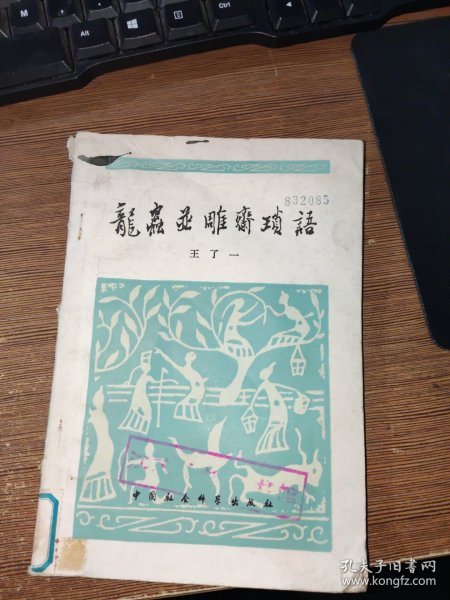 Alt
832085
龍蟲並雕齋瑣語
王了一
中国社会科学出版社
孔夫子旧书网
www.kongfz.com